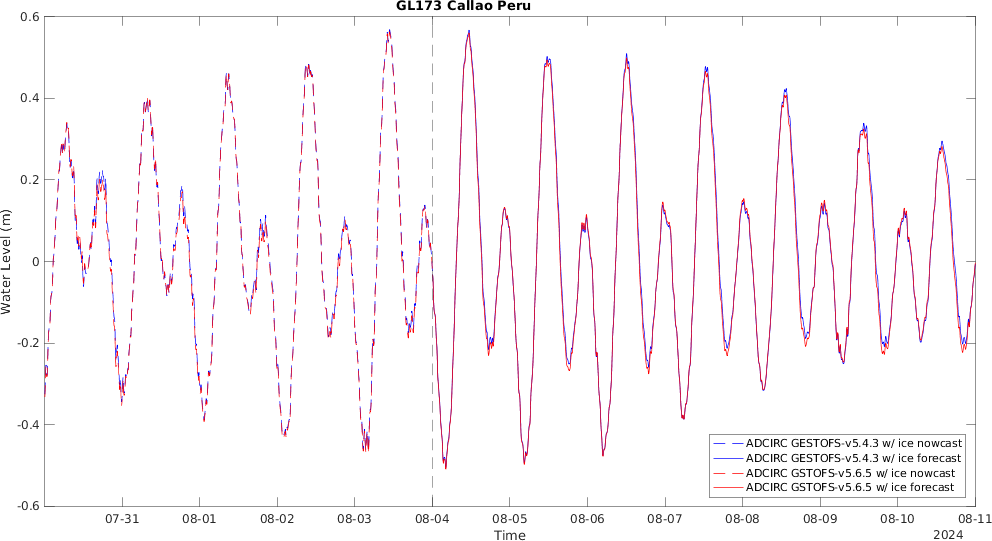 GL173 Callao Peru
0.6
0.4
0.2
0
-0.2
-0.4
-0.6
Water Level (m)
ADCIRC GESTOFS-v5.4.3 w/ ice nowcast
ADCIRC GESTOFS-v5.4.3 w/ ice forecast
ADCIRC GSTOFS-v5.6.5 w/ ice nowcast
ADCIRC GSTOFS-v5.6.5 w/ ice forecast
07-31 08-01 08-02 08-03 08-04 08-05 08-06 08-07 08-08 08-09 08-10 08-11
Time
2024